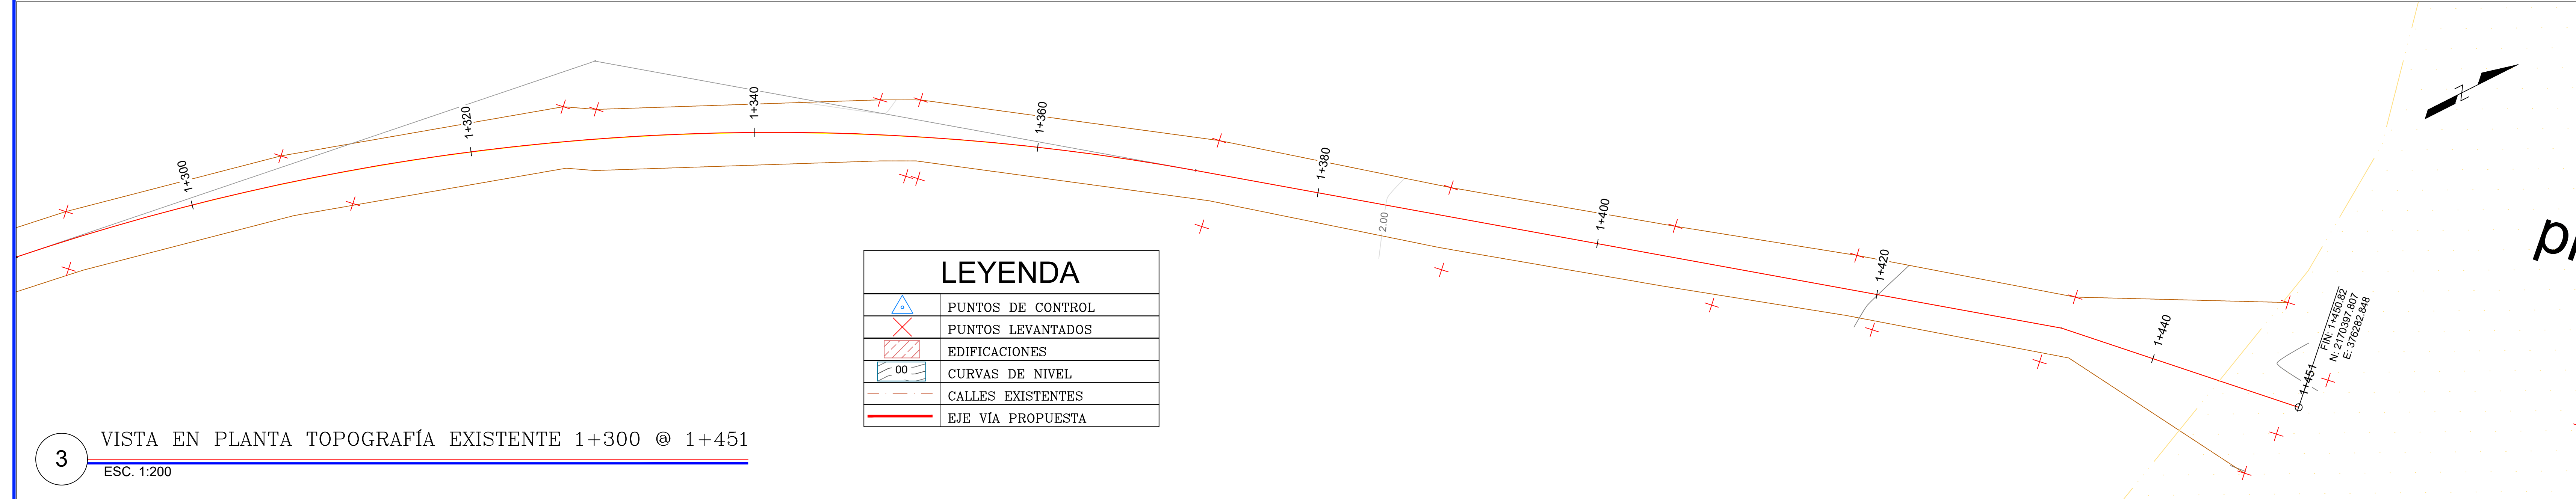 1+300
1+320
1+340
1+360
1+380
2.00
1+400
1+420
1+440
1+451
FIN: 1+450.82
N: 2170397.807
E: 376282.848
N
LEYENDA
PUNTOS DE CONTROL
PUNTOS LEVANTADOS
EDIFICACIONES
00 CURVAS DE NIVEL
CALLES EXISTENTES
EJE VÍA PROPUESTA
3
VISTA EN PLANTA TOPOGRAFÍA EXISTENTE 1+300 @ 1+451
ESC. 1:200